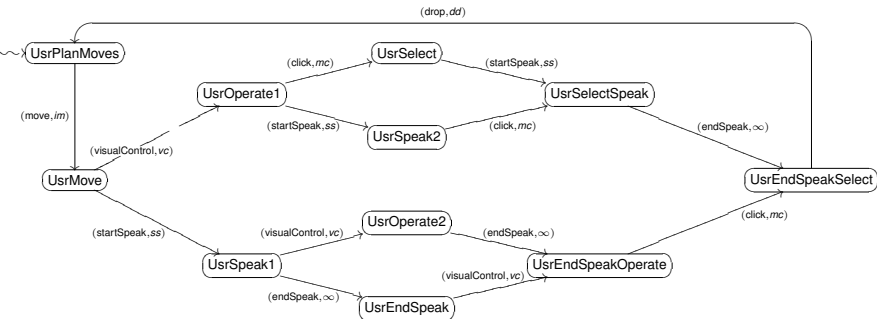 (drop,dd)
UsrPlanMoves
UsrSelect
(click,mc)
(startSpeak,ss)
UsrOperate1
UsrSelectSpeak
(move,im)
(startSpeak,ss)
UsrSpeak2
(click,mc)
(endSpeak,∞)
(visualControl,vc)
UsrMove
UsrEndSpeakSelect
(click,mc)
UsrOperate2
(startSpeak,ss)
(visualControl,vc)
(endSpeak,∞)
UsrSpeak1
UsrEndSpeakOperate
(visualControl,vc)
(endSpeak,∞)
UsrEndSpeak